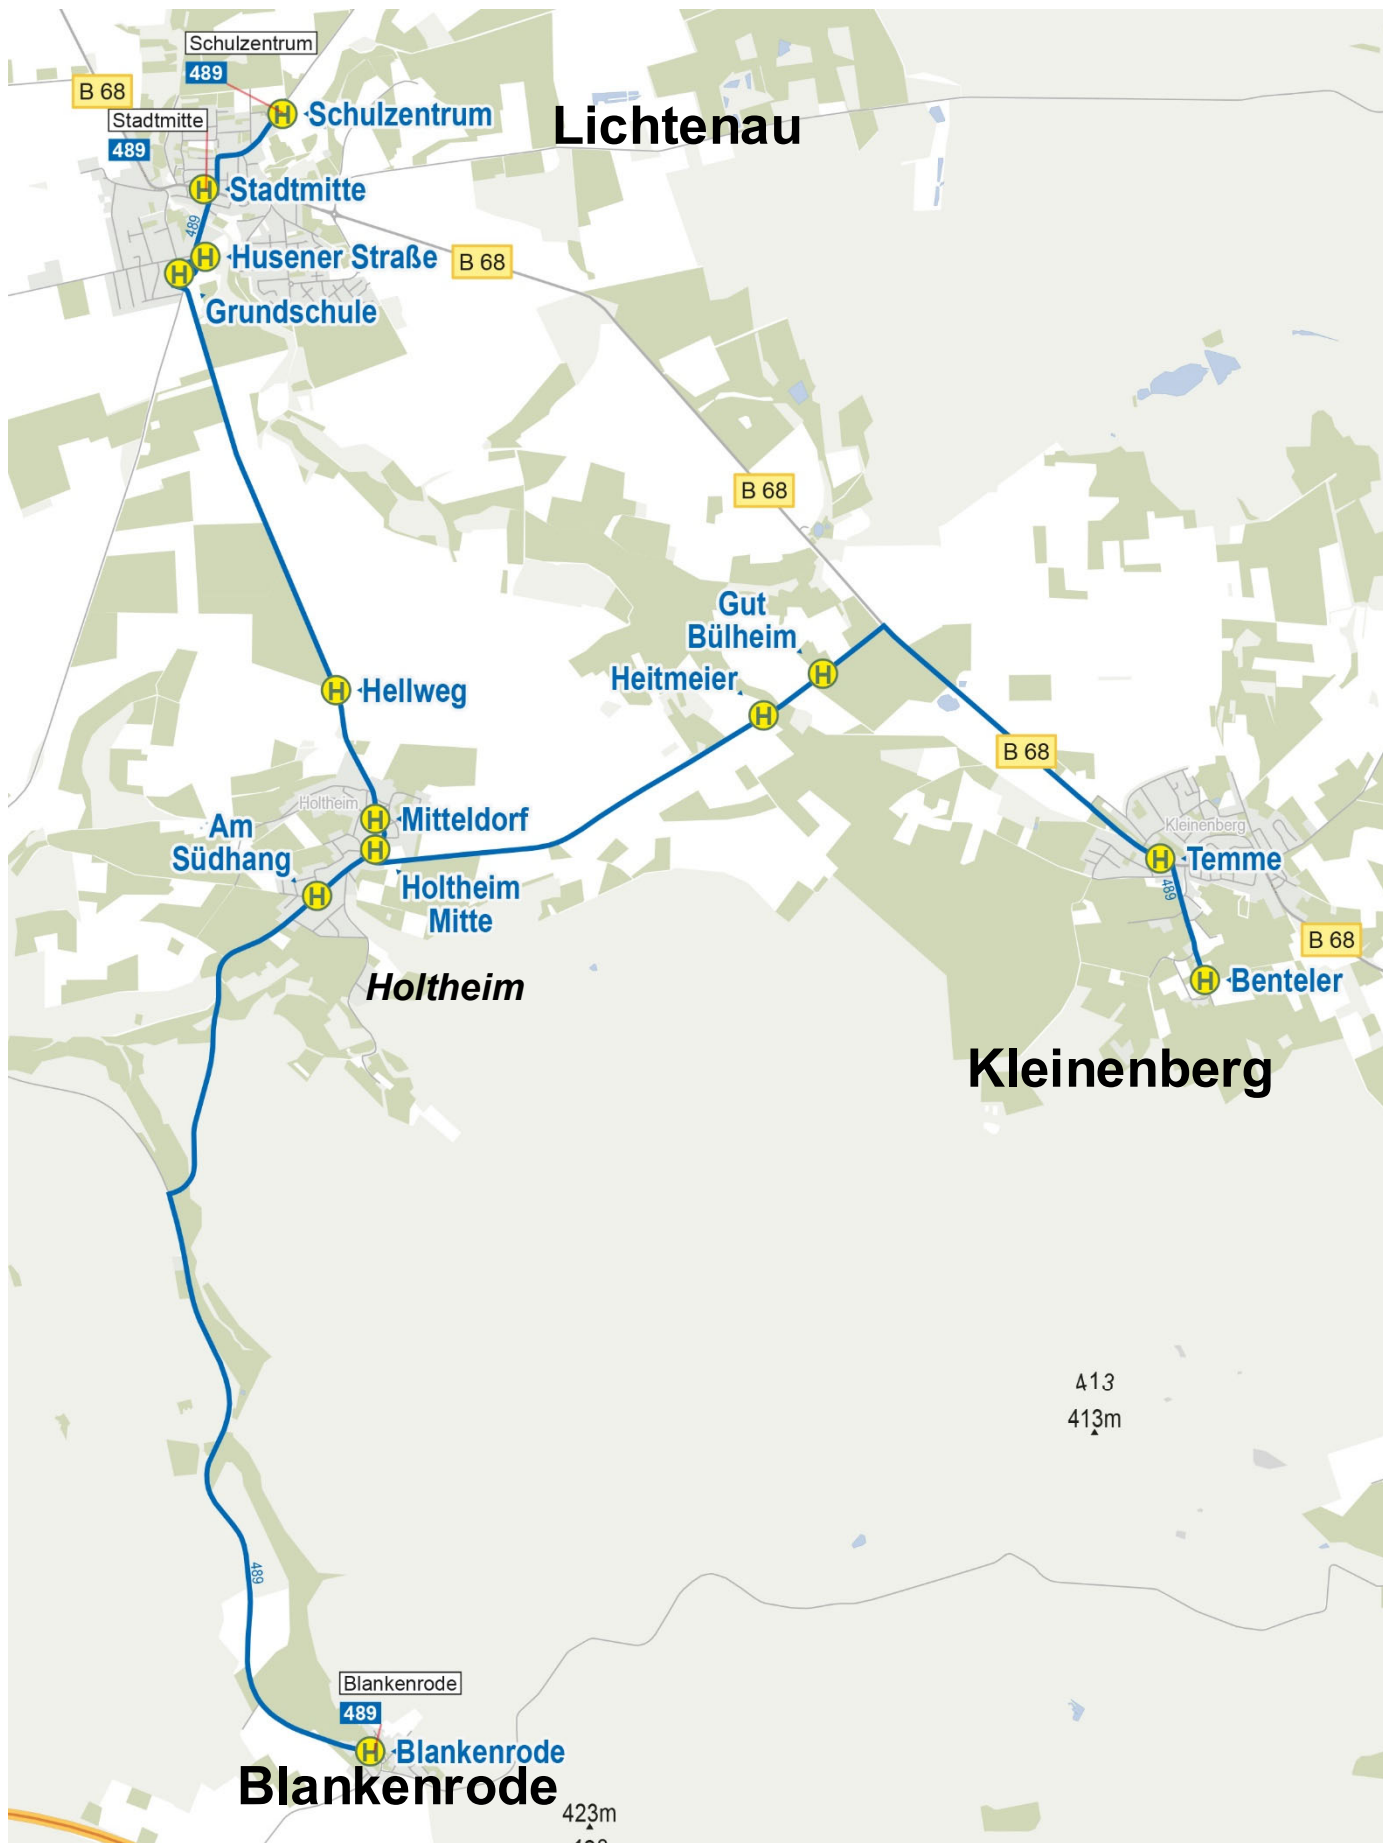 Schulzentrum
489
B 68
Stadtmitte
489
Schulzentrum
Lichtenau
Stadtmitte
489
Husener Straße
B 68
Grundschule
B 68
Gut
Bülheim
Heitmeier
Hellweg
B 68
Holtheim
Mitteldorf
Am
Südhang
Kleinenberg
Temme
489
Holtheim
Mitte
B 68
Holtheim
Benteler
Kleinenberg
413
413m
489
Blankenrode
489
Blankenrode
Blankenrode
423m
H
H
H
H
H
H
H
H
H
H
H
H
H